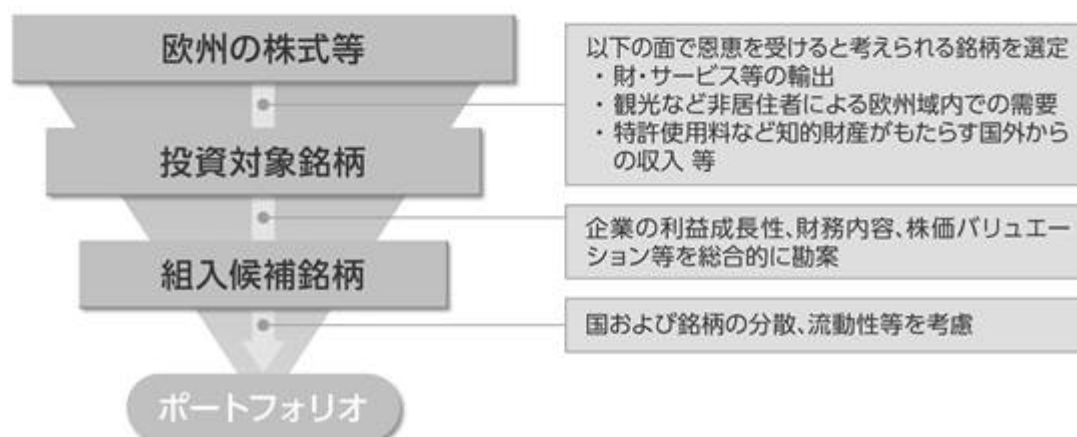 欧州の株式等
以下の面で恩恵を受けると考えられる銘柄を選定
・財・サービス等の輸出
・観光など非居住者による欧州域内での需要
・特許使用料など知的財産がもたらす国外から
の収入 等
投資対象銘柄
企業の利益成長性、財務内容、株価バリュエー
ション等を総合的に勘案
組入候補銘柄
国および銘柄の分散、流動性等を考慮
ポートフォリオ